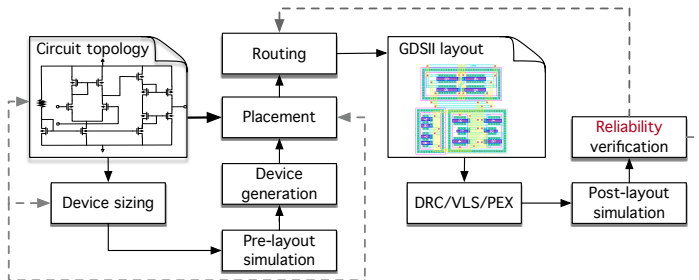 Circuit topology
Routing
GDSII layout
Placement
Reliability
verification
Device
generation
Device sizing
DRC/VLS/PEX
Post-layout
simulation
Pre-layout
simulation